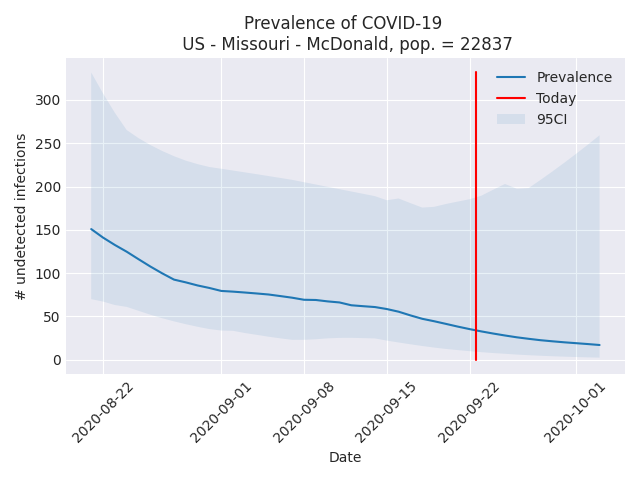 Prevalence of COVID-19
US - Missouri - McDonald, pop. = 22837
Prevalence
Today
95CI
300
250
200
150
100
50
0
# undetected infections
2020-08-22
2020-09-01
2020-09-08
2020-09-15
2020-09-22
2020-10-01
Date